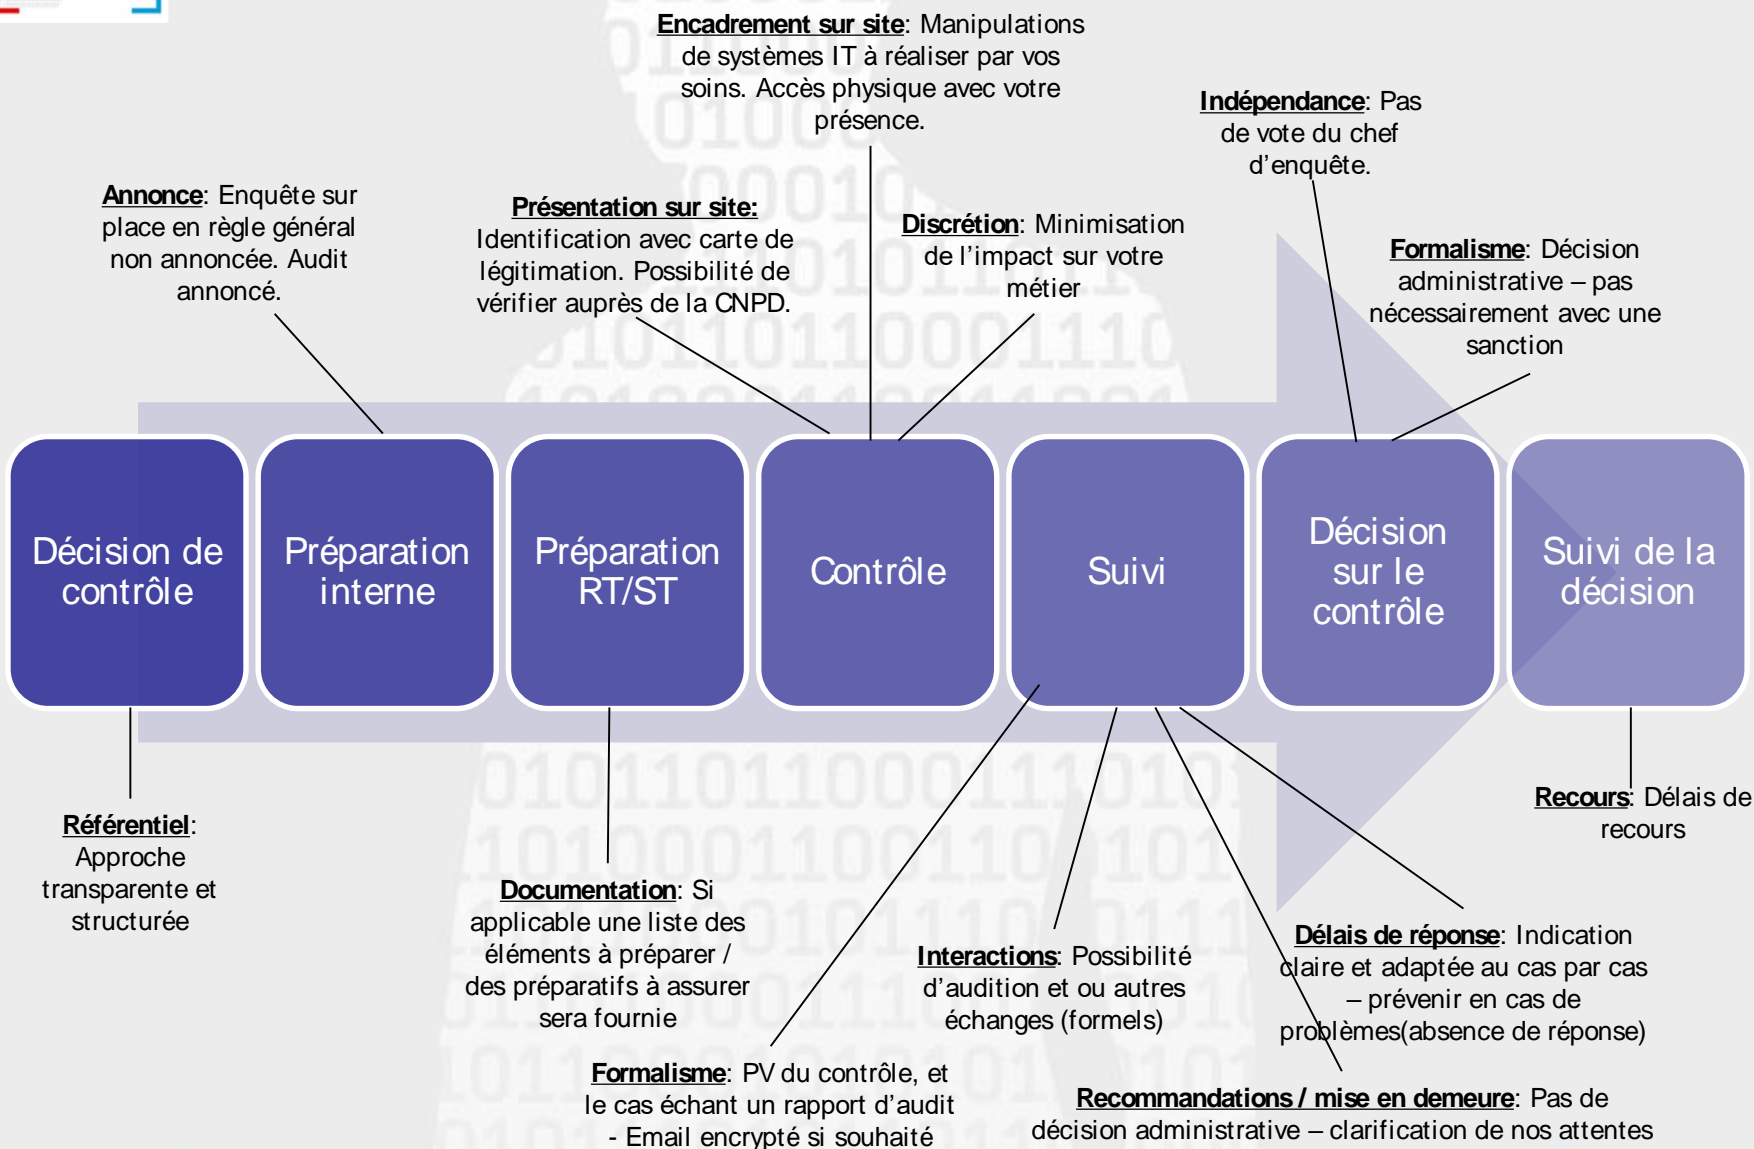 Encadrement sur site: Manipulations
de systèmes IT à réaliser par vos
soins. Accès physique avec votre
présence.
Indépendance: Pas
de vote du chef
d'enquête.
Annonce: Enquête sur
place en règle général
non annoncée. Audit
annoncé.
Présentation sur site:
Identification avec carte de
légitimation. Possibilité de
vérifier auprès de la CNPD.
Discrétion: Minimisation
de l'impact sur votre
métier
Formalisme: Décision
administrative – pas
nécessairement avec une
sanction
Décision de
contrôle
Préparation
interne
Préparation
RT/ST
Contrôle
Suivi
Décision
sur le
contrôle
Suivi de la
décision
Référentiel:
Approche
transparente et
structurée
Documentation: Si
applicable une liste des
éléments à préparer /
des préparatifs à assurer
sera fournie
Formalisme: PV du contrôle, et
le cas échant un rapport d'audit
- Email encrypté si souhaité
Interactions: Possibilité
d'audition et ou autres
échanges (formels)
Délais de réponse: Indication
claire et adaptée au cas par cas
– prévenir en cas de
problèmes(absence de réponse)
Recommandations / mise en demeure: Pas de
décision administrative – clarification de nos attentes
Recours: Délais de
recours